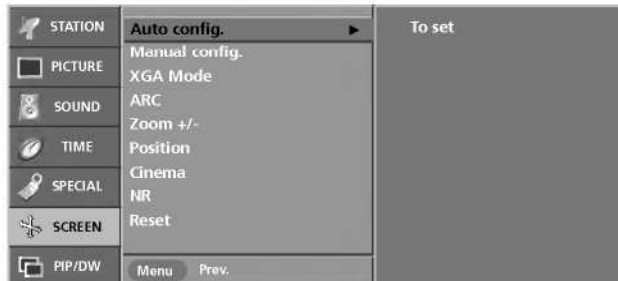 STATION
PICTURE
SOUND
TIME
SPECIAL
SCREEN
PIP/DW
Auto config.
Manual config.
XGA Mode
ARC
Zoom +/-
Position
Cinema
NR
Reset
Menu Prev.
To set